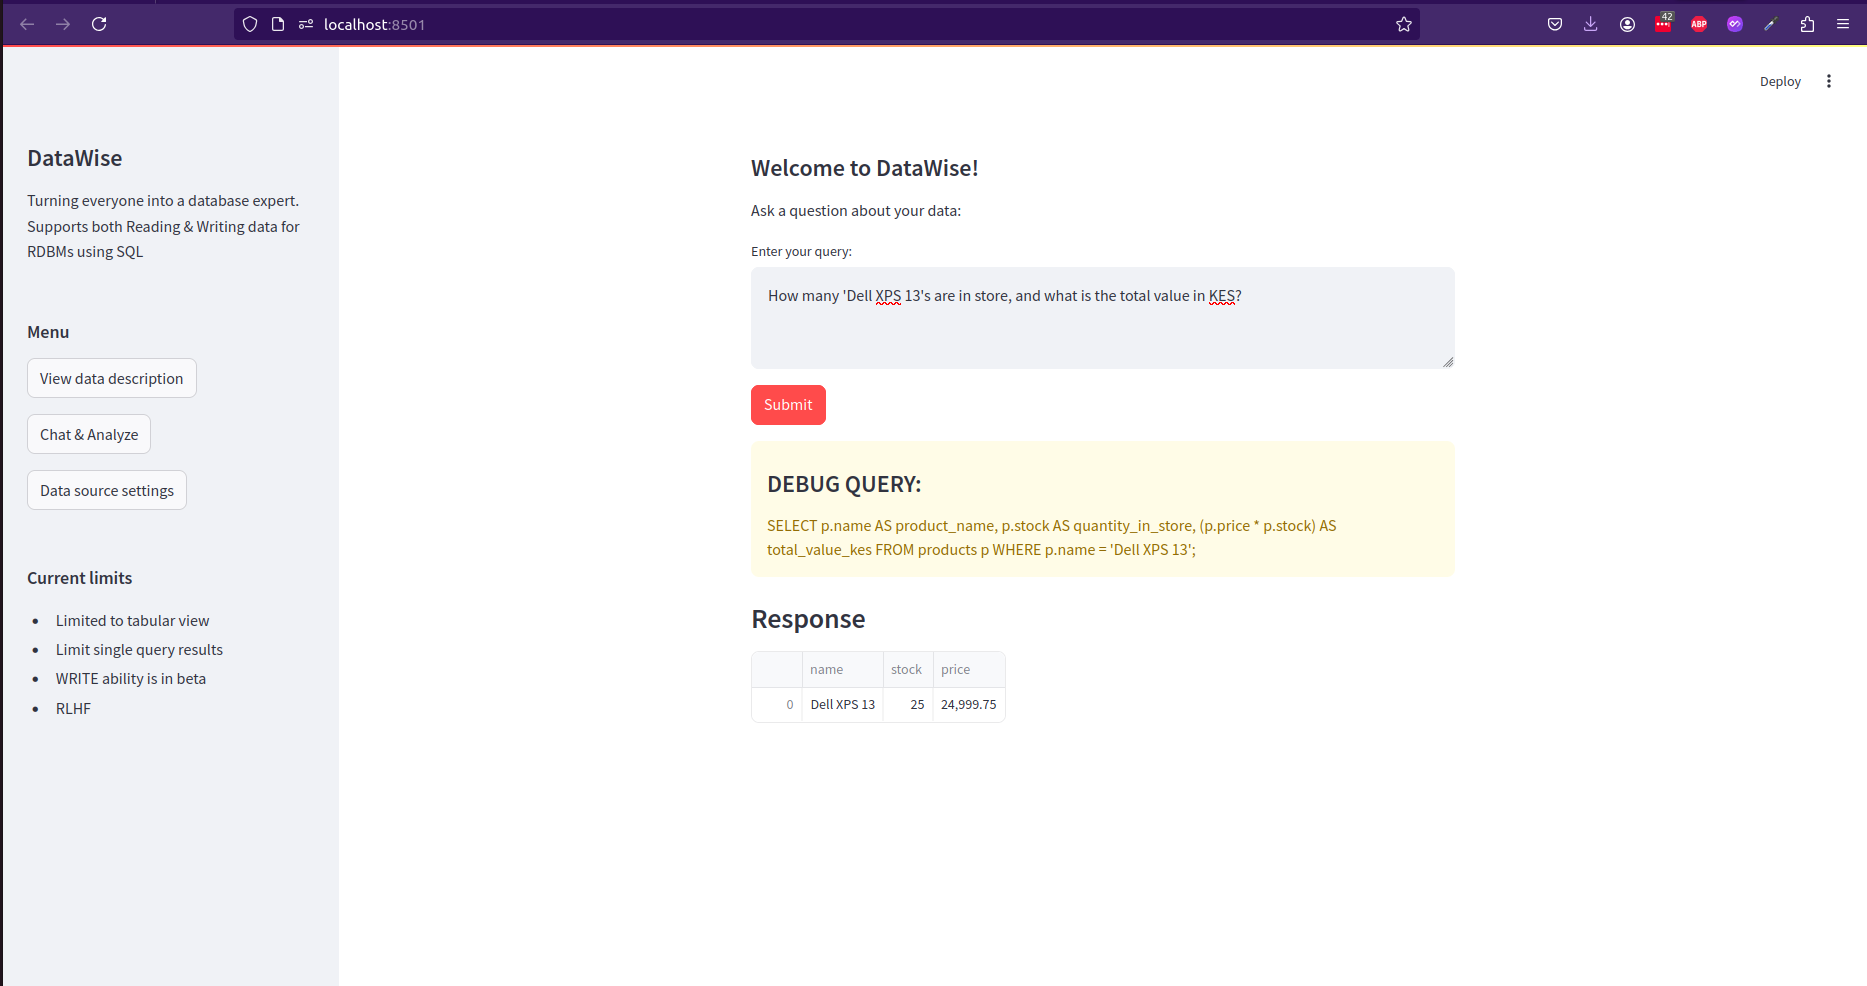 localhost:8501
42
ABP
Deploy
DataWise
Turning everyone into a database expert.
Supports both Reading & Writing data for
RDBMs using SQL
Menu
View data description
Chat & Analyze
Data source settings
Current limits
Limited to tabular view
Limit single query results
WRITE ability is in beta
RLHF
Welcome to DataWise!
Ask a question about your data:
Enter your query:
How many 'Dell XPS 13's are in store, and what is the total value in KES?
Submit
DEBUG QUERY:
SELECT p.name AS product_name, p.stock AS quantity_in_store, (p.price * p.stock) AS
total_value_kes FROM products p WHERE p.name = 'Dell XPS 13';
Response
name stock price
0 Dell XPS 13 25 24,999.75